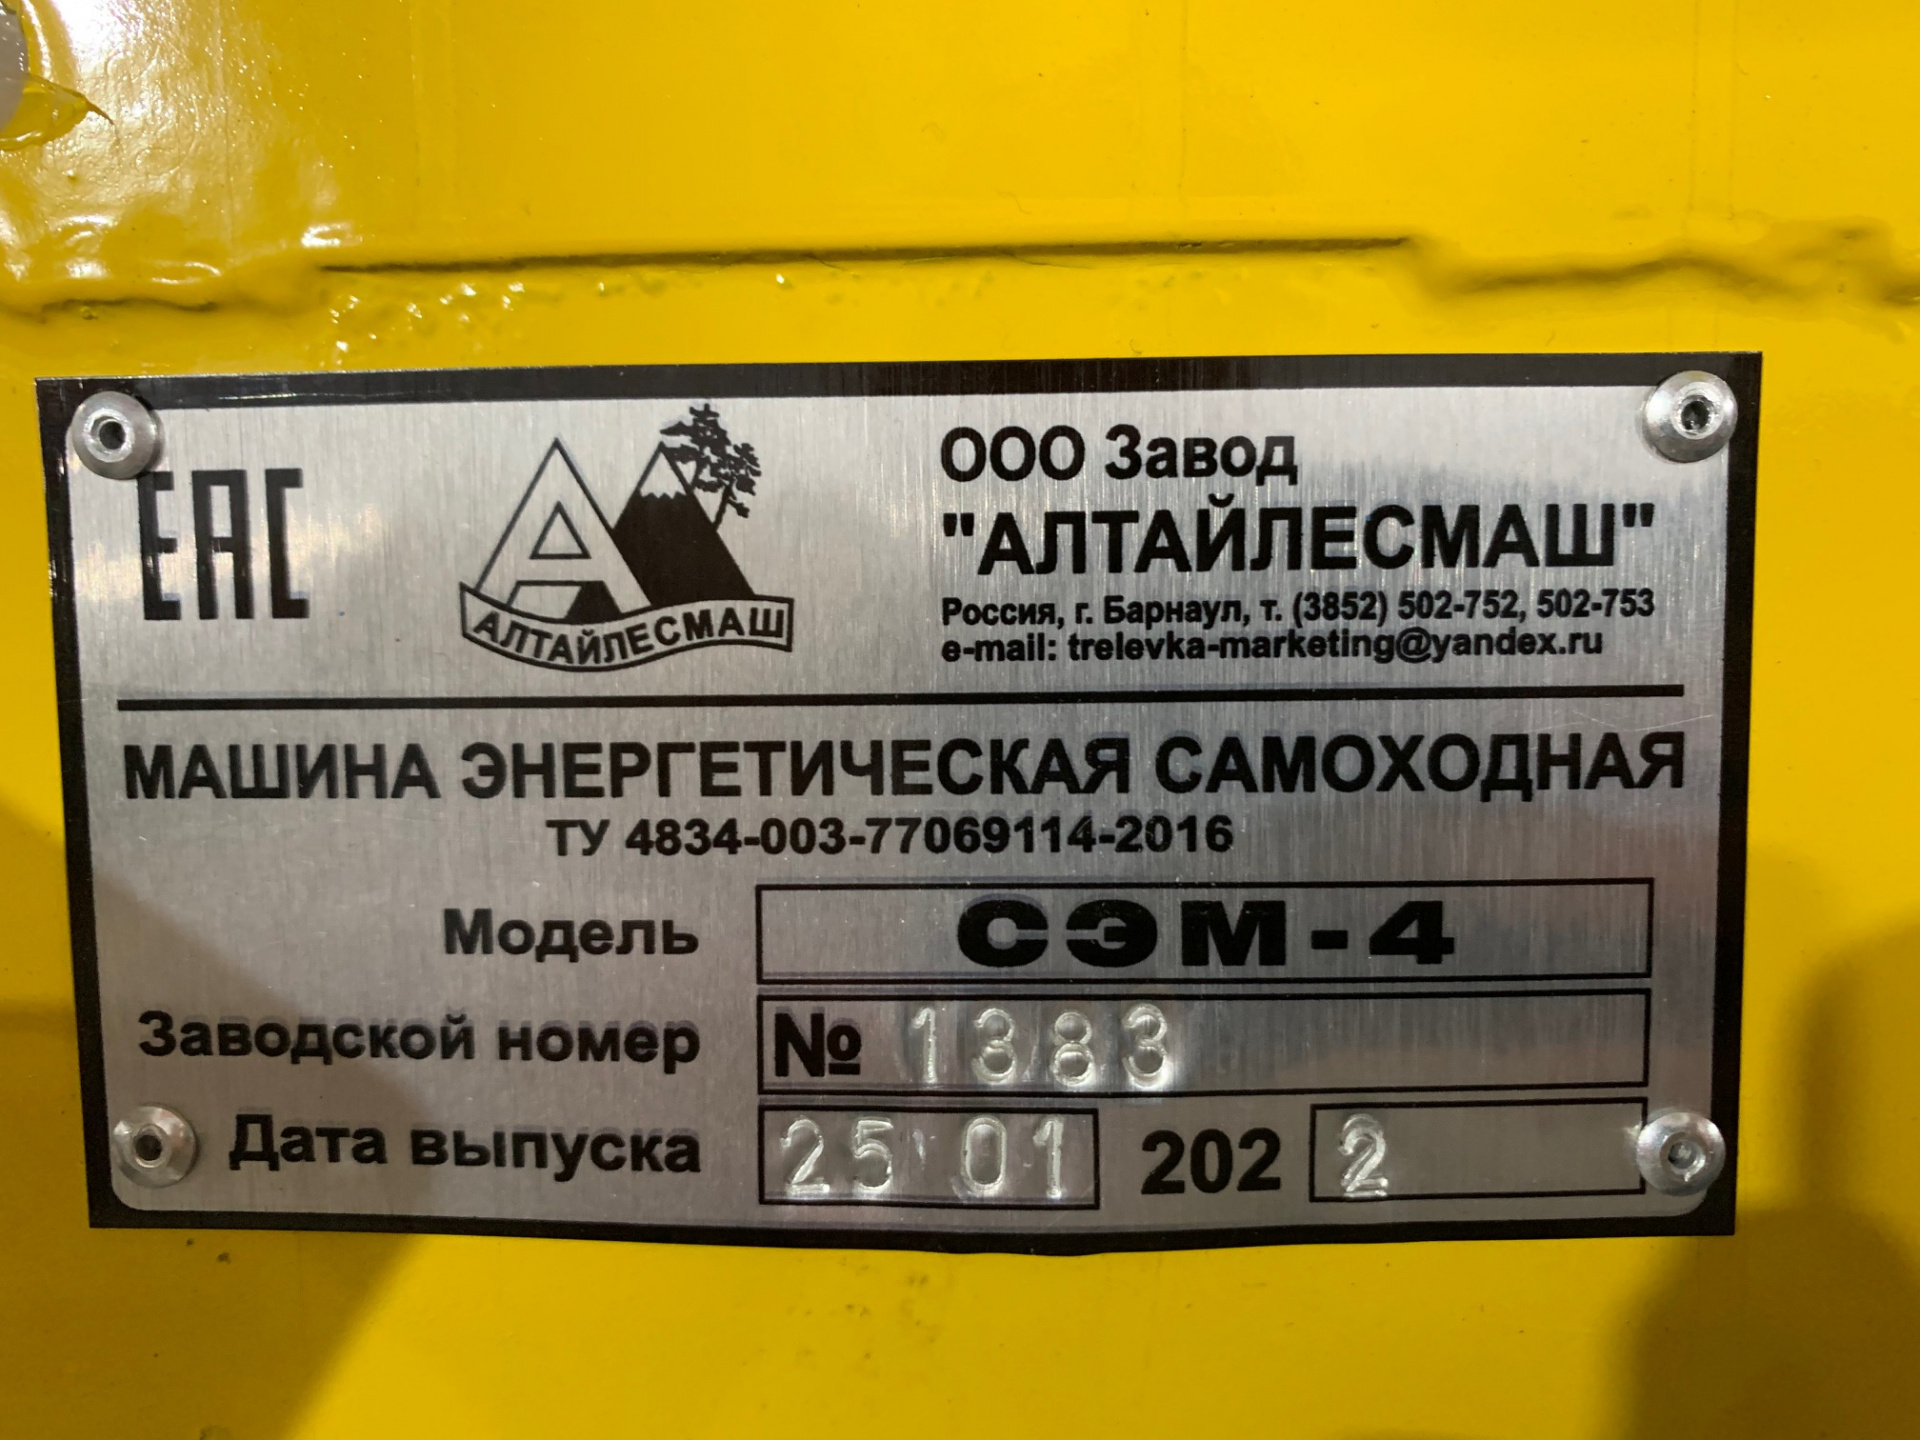 ЕАС
АЛТАЙЛЕСМАШ
ООО Завод
"АЛТАЙЛЕСМАШ"
Россия, г. Барнаул, т. (3852) 502-752, 502-753
e-mail: trelevka-marketing@yandex.ru
МАШИНА ЭНЕРГЕТИЧЕСКАЯ САМОХОДНАЯ
ТУ 4834-003-77069114-2016
Модель СЭМ-4
Заводской номер № 1383
Дата выпуска 25 01 202 2